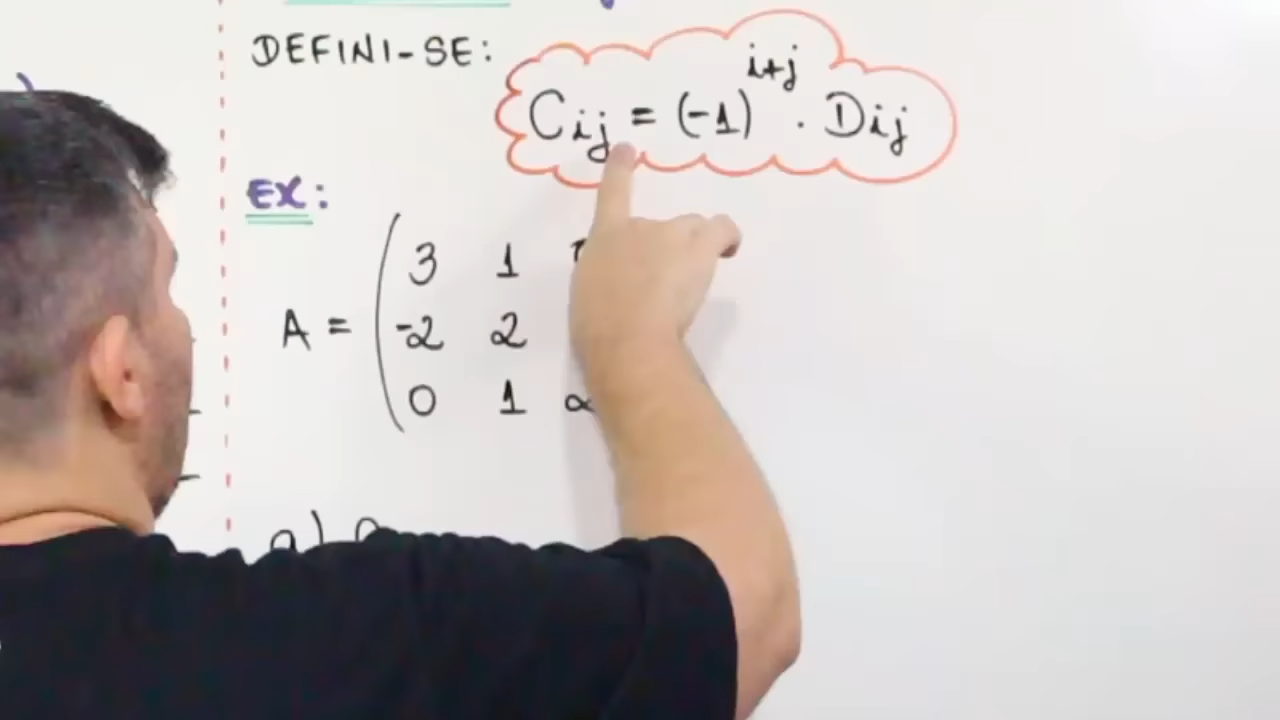 DEFINI-SE:
Cij = (-1)^i+j . Dij
EX:
3 1
A = -2 2
0 1
a)